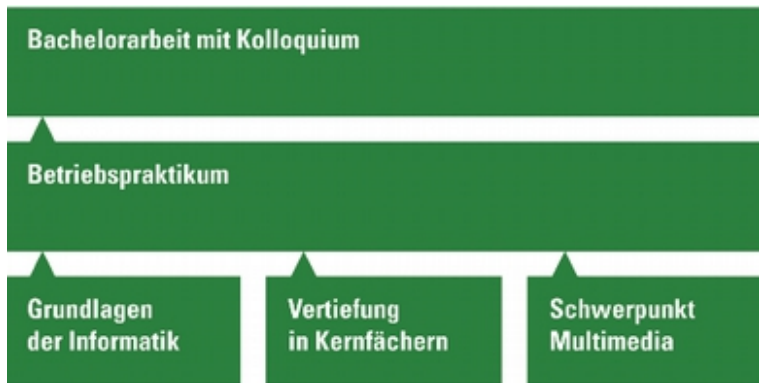 Bachelorarbeit mit Kolloquium
Betriebspraktikum
Grundlagen
der Informatik
Vertiefung
in Kernfächern
Schwerpunkt
Multimedia